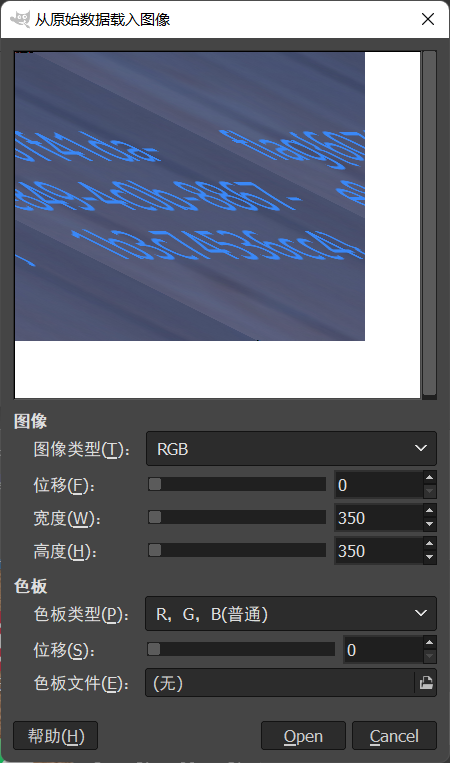 从原始数据载入图像
图像
图像类型(T):
RGB
位移(F):
0
宽度(W):
350
高度(H):
350
色板
色板类型(P):
R，G，B(普通)
位移(S):
0
色板文件(E):
(无)
帮助(H)
Open
Cancel